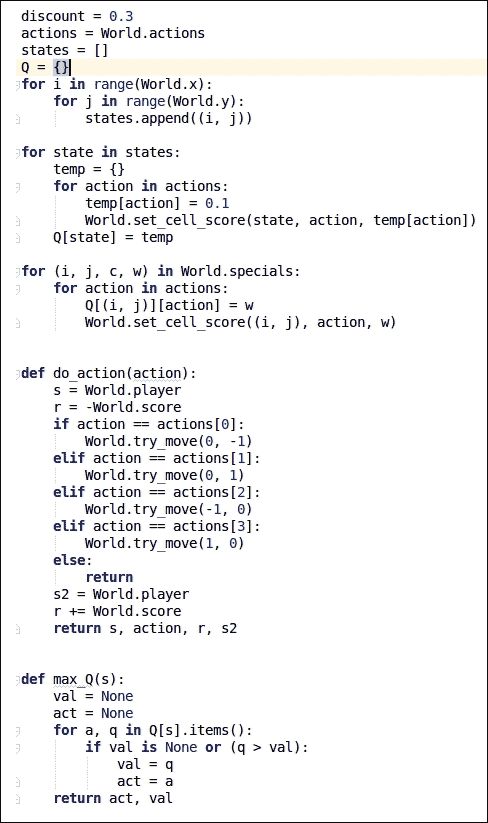 discount = 0.3
actions = World.actions
states = []
Q = {}
for i in range(World.x):
    for j in range(World.y):
        states.append((i, j))

for state in states:
    temp = {}
    for action in actions:
        temp[action] = 0.1
        World.set_cell_score(state, action, temp[action])
    Q[state] = temp

for (i, j, c, w) in World.specials:
    for action in actions:
        Q[(i, j)][action] = w
        World.set_cell_score((i, j), action, w)


def do_action(action):
    s = World.player
    r = -World.score
    if action == actions[0]:
        World.try_move(0, -1)
    elif action == actions[1]:
        World.try_move(0, 1)
    elif action == actions[2]:
        World.try_move(-1, 0)
    elif action == actions[3]:
        World.try_move(1, 0)
    else:
        return
    s2 = World.player
    r += World.score
    return s, action, r, s2


def max_Q(s):
    val = None
    act = None
    for a, q in Q[s].items():
        if val is None or (q > val):
            val = q
            act = a
    return act, val